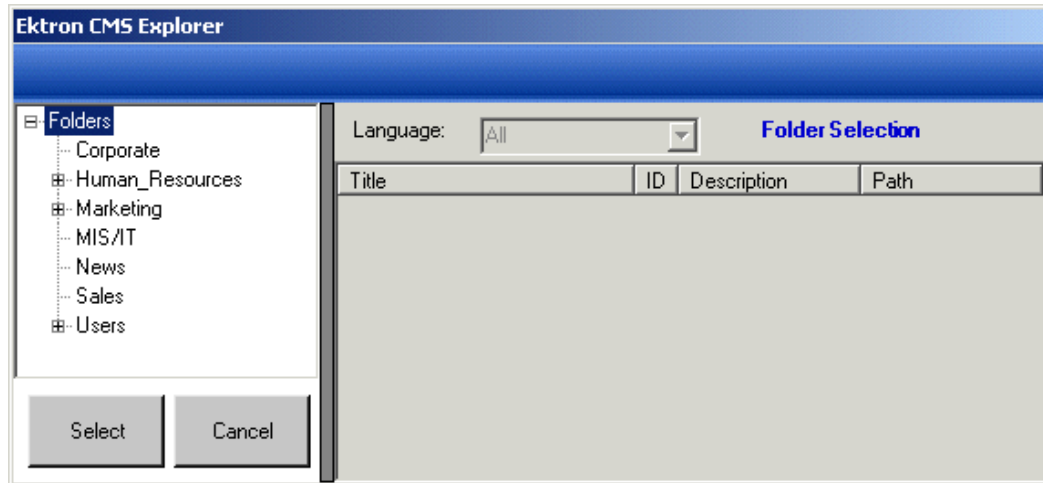 Ektron CMS Explorer
Folders
Corporate
Human_Resources
Marketing
MIS/IT
News
Sales
Users
Select Cancel
Language: All Folder Selection
Title ID Description Path